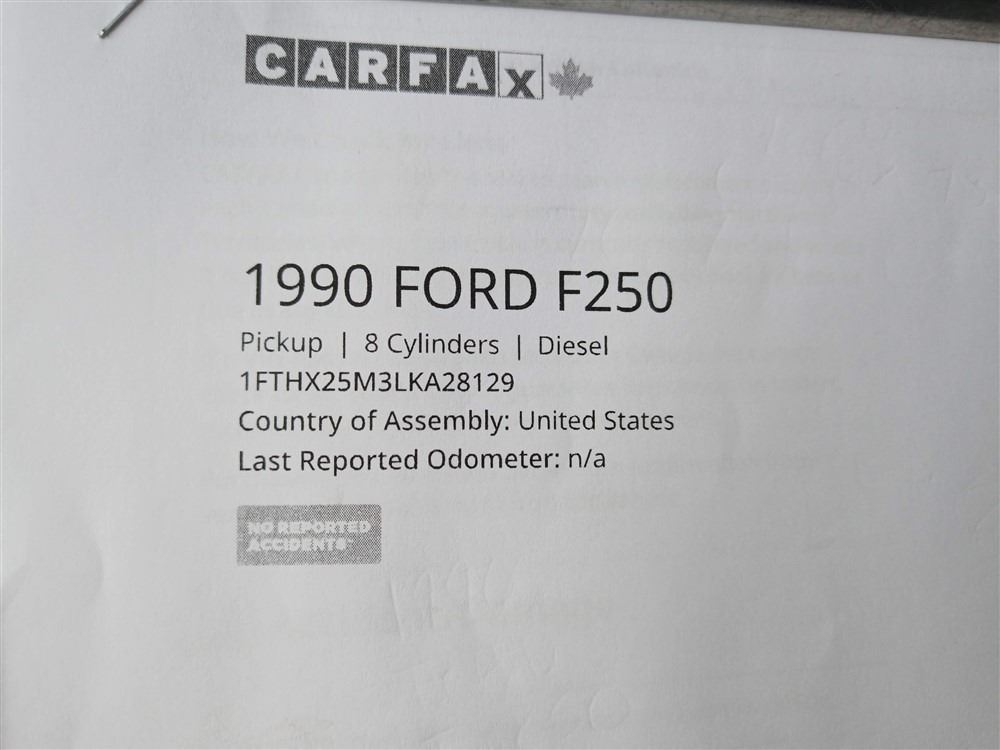 CARFAX
1990 FORD F250
Pickup | 8 Cylinders | Diesel
1FTHX25M3LKA28129
Country of Assembly: United States
Last Reported Odometer: n/a
NO REPORTED
ACCIDENTS